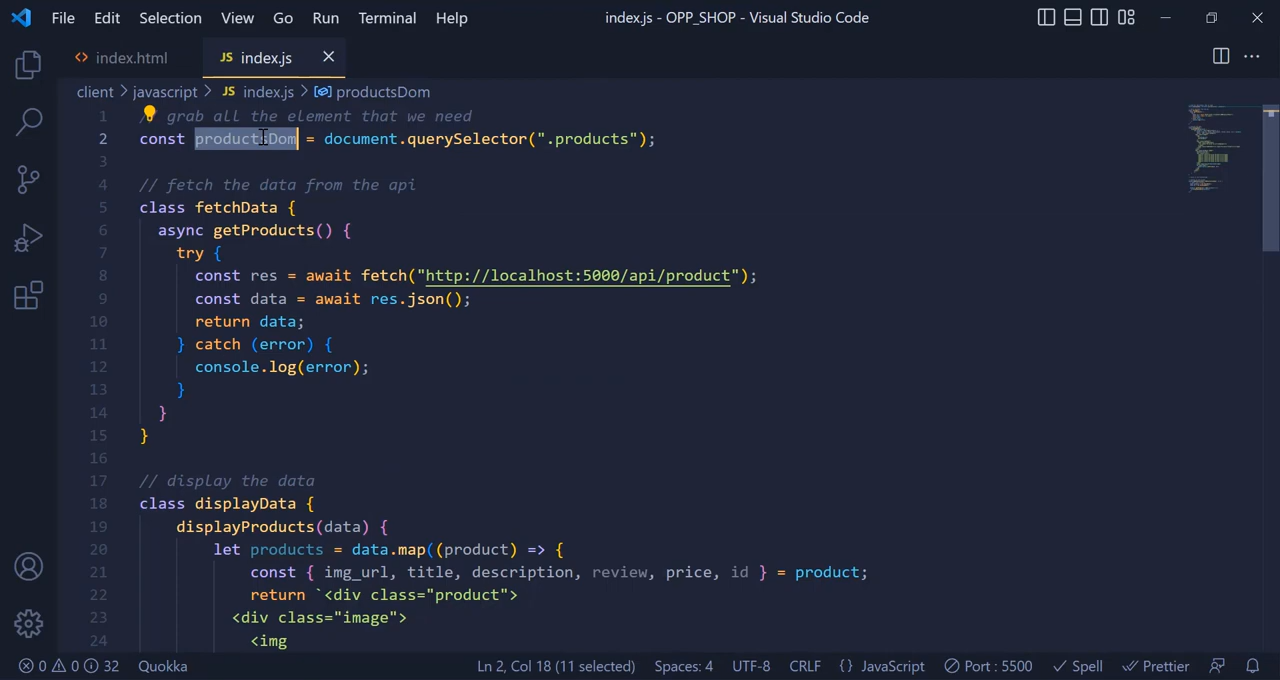 File Edit Selection View Go Run Terminal Help index.js - OPP_SHOP - Visual Studio Code
<> index.html JS index.js ×
client > javascript > JS index.js > productsDom
1 / grab all the element that we need
2 const productsDom = document.querySelector(".products");
3
4 // fetch the data from the api
5 class fetchData {
6 async getProducts() {
7 try {
8 const res = await fetch("http://localhost:5000/api/product");
9 const data = await res.json();
10 return data;
11 } catch (error) {
12 console.log(error);
13 }
14 }
15 }
16
17 // display the data
18 class displayData {
19 displayProducts(data) {
20 let products = data.map((product) => {
21 const { img_url, title, description, review, price, id } = product;
22 return `<div class="product">
23 <div class="image">
24 <img
0 0 32 Quokka Ln 2, Col 18 (11 selected) Spaces: 4 UTF-8 CRLF {} JavaScript Port : 5500 Spell Prettier